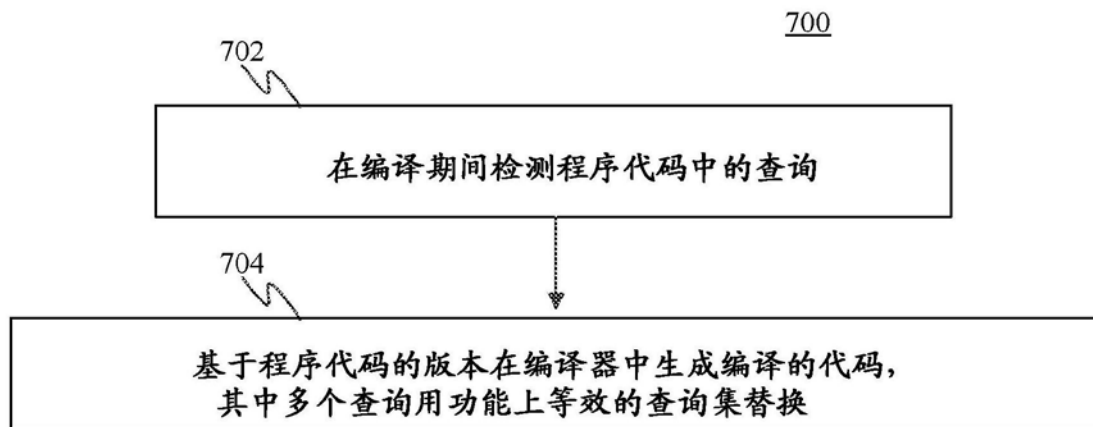 700
702
在编译期间检测程序代码中的查询
704
基于程序代码的版本在编译器中生成编译的代码，
其中多个查询用功能上等效的查询集替换